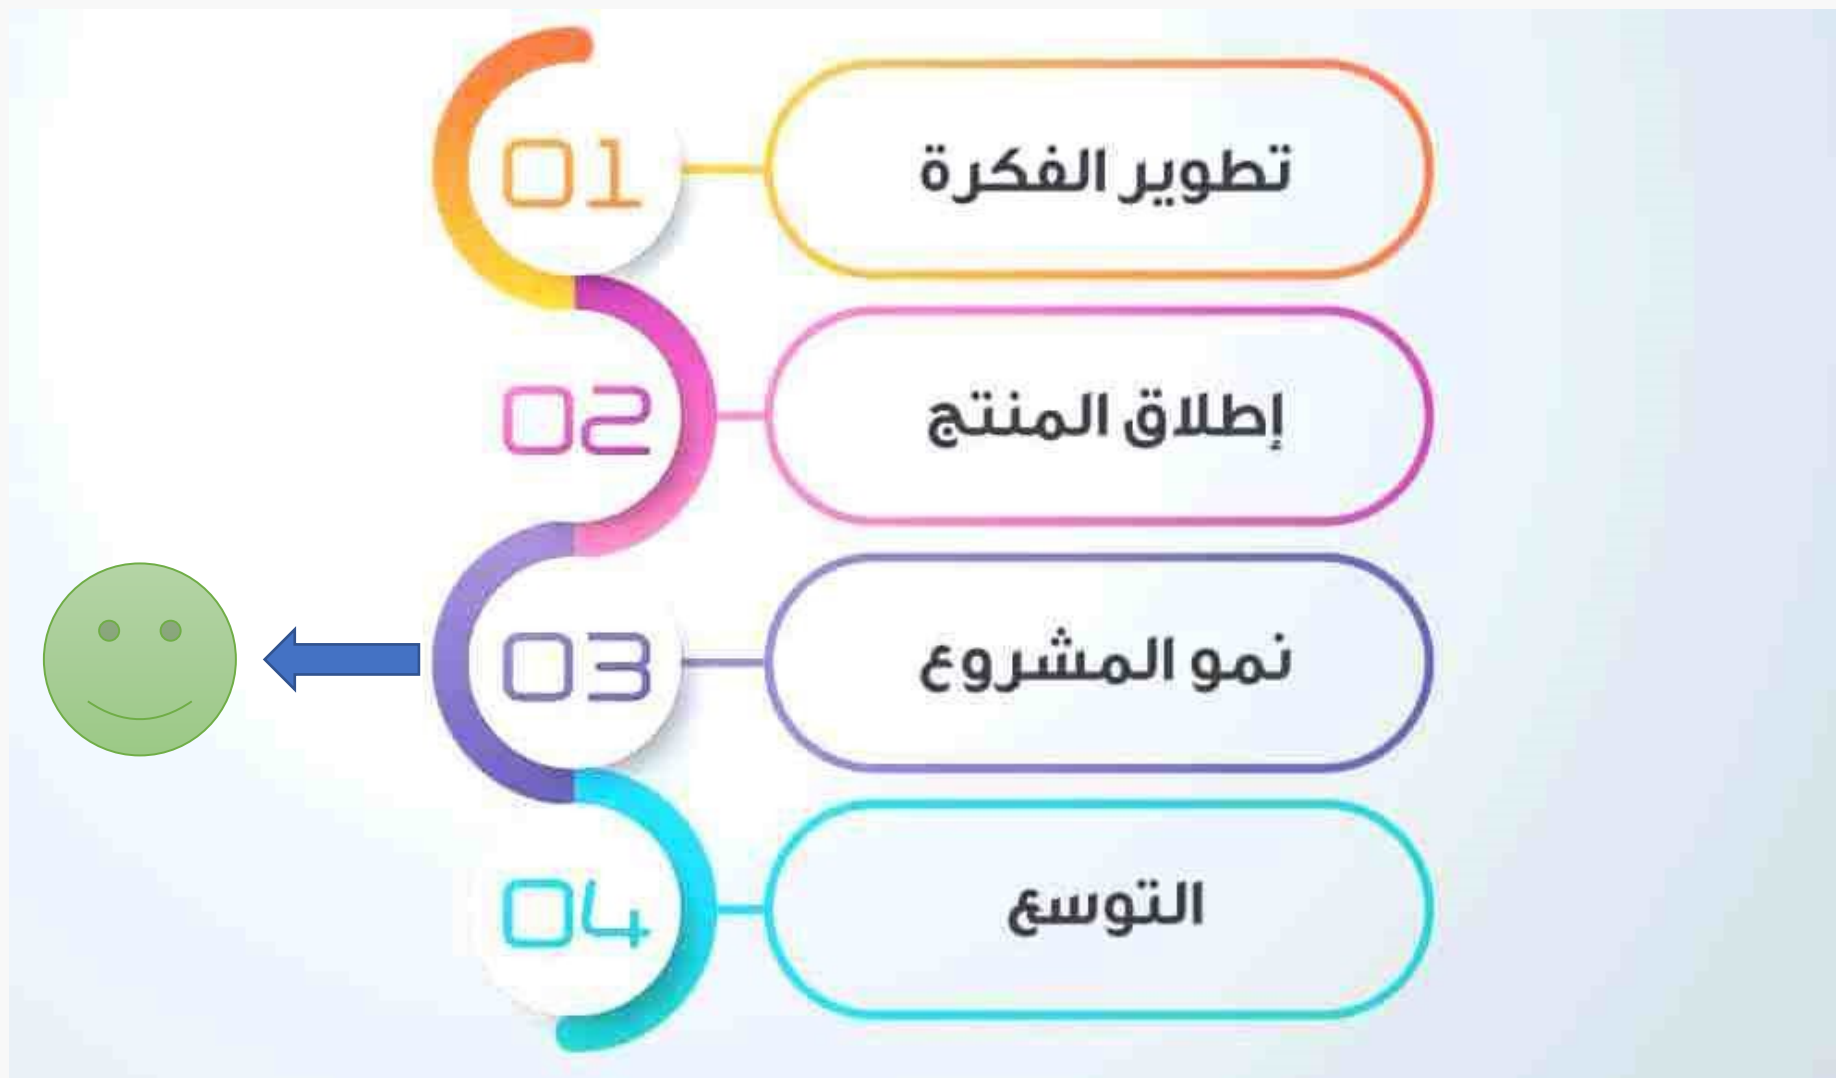 01
تطوير الفكرة
02
إطلاق المنتج
03
نمو المشروع
04
التوسع